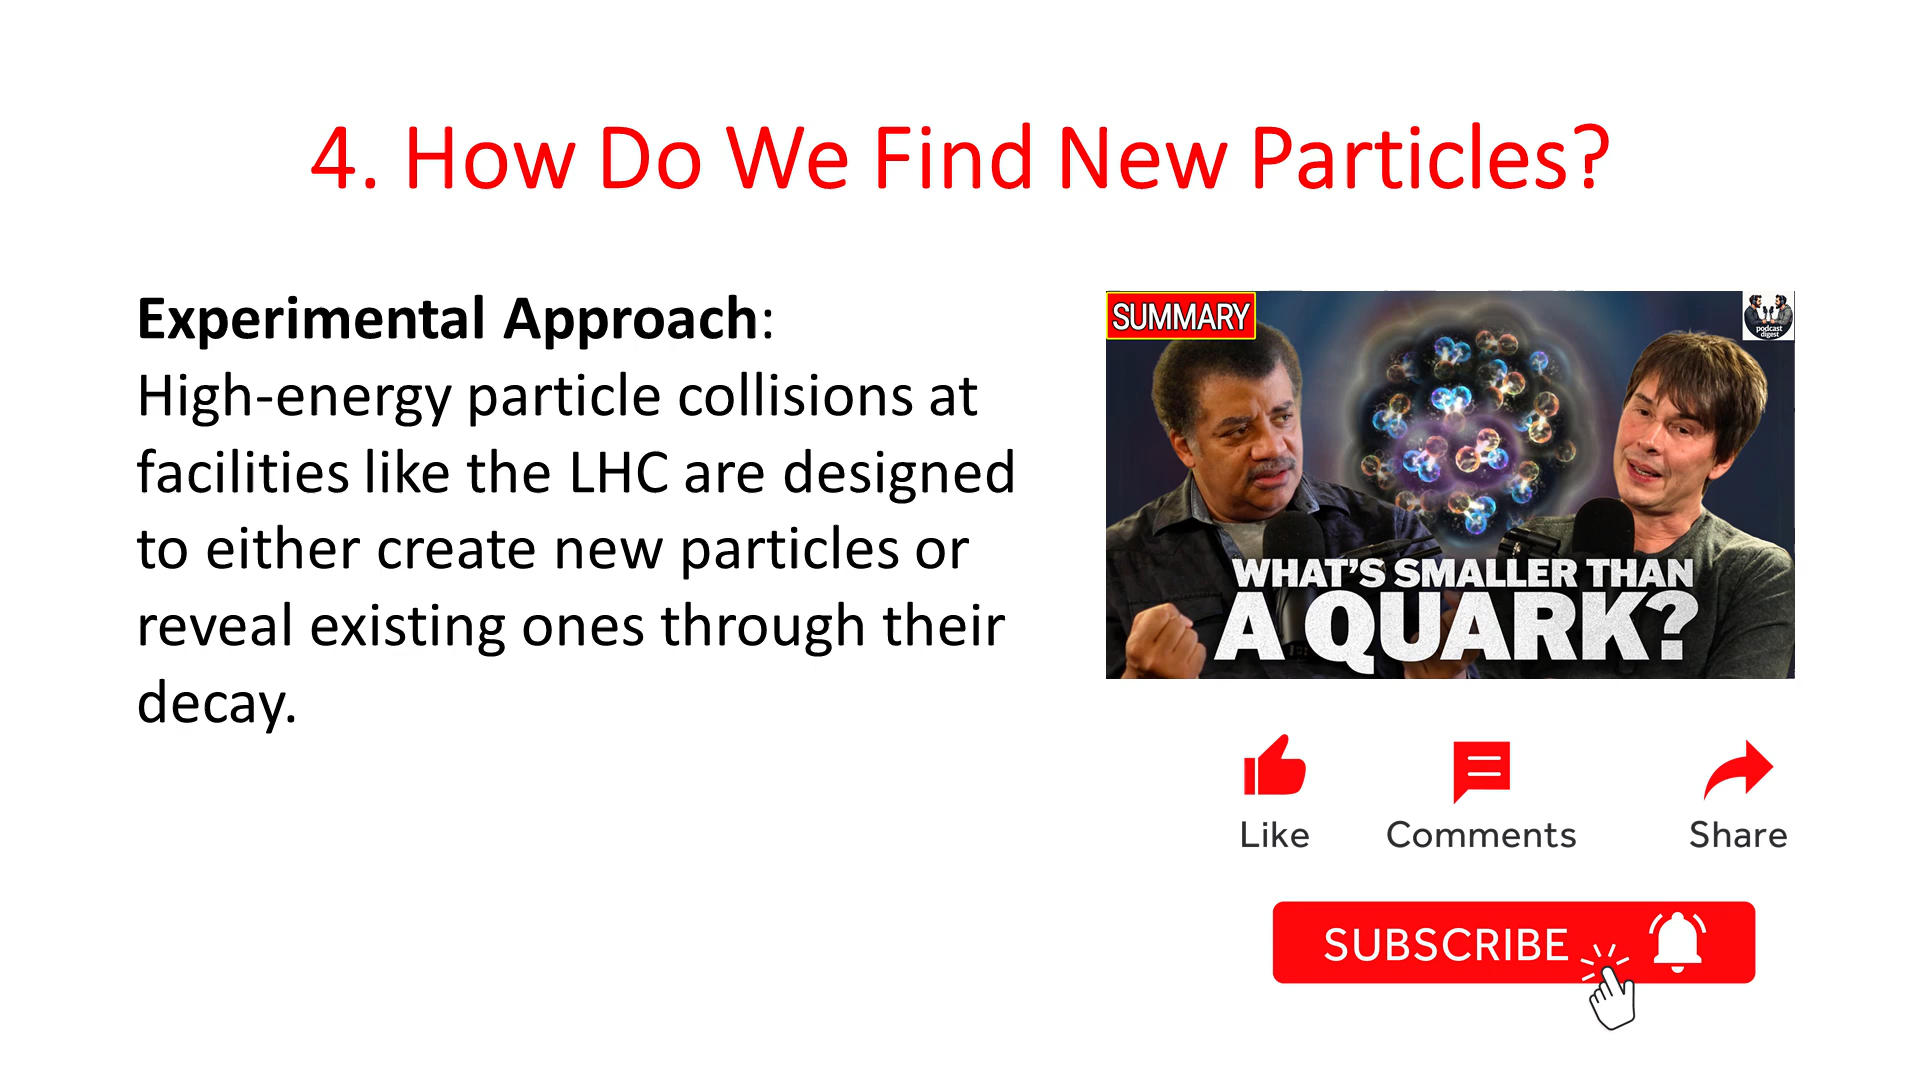 4. How Do We Find New Particles?
Experimental Approach:
High-energy particle collisions at
facilities like the LHC are designed
to either create new particles or
reveal existing ones through their
decay.
SUMMARY
podcast
digest
WHAT'S SMALLER THAN
A QUARK?
Like
Comments
Share
SUBSCRIBE